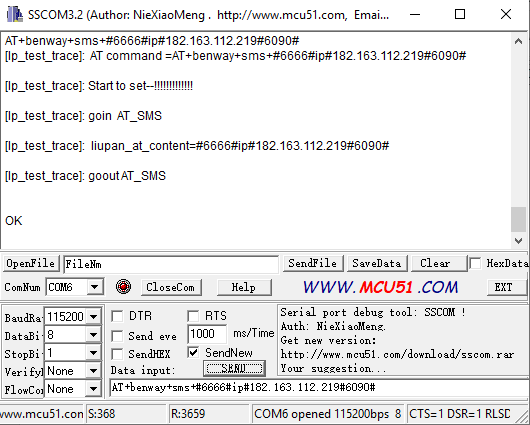 SSCOM3.2 (Author: NieXiaoMeng . http://www.mcu51.com, Emai...
AT+benway+sms+#6666#ip#182.163.112.219#6090#
[lp_test_trace]: AT command =AT+benway+sms+#6666#ip#182.163.112.219#6090#
[lp_test_trace]: Start to set--!!!!!!!!!!!!!
[lp_test_trace]: goin AT_SMS
[lp_test_trace]: liupan_at_content=#6666#ip#182.163.112.219#6090#
[lp_test_trace]: gooutAT_SMS
OK
OpenFile FileNm SendFile SaveData Clear HexData
ComNum COM6 CloseCom Help WWW.MCU51.COM EXT
BaudRa 115200 DTR RTS
DataBi 8 Send eve 1000 ms/Time
StopBi 1 SendHEX SendNew
Verify None Data input: SEND
FlowCon None AT+benway+sms+#6666#ip#182.163.112.219#6090#
Serial port debug tool: SSCOM !
Auth: NieXiaoMeng.
Get new version:
http://www.mcu51.com/download/sscom.rar
Your suggestion...
www.mcu51.con S:368 R:3659 COM6 opened 115200bps 8 CTS=1 DSR=1 RLSD